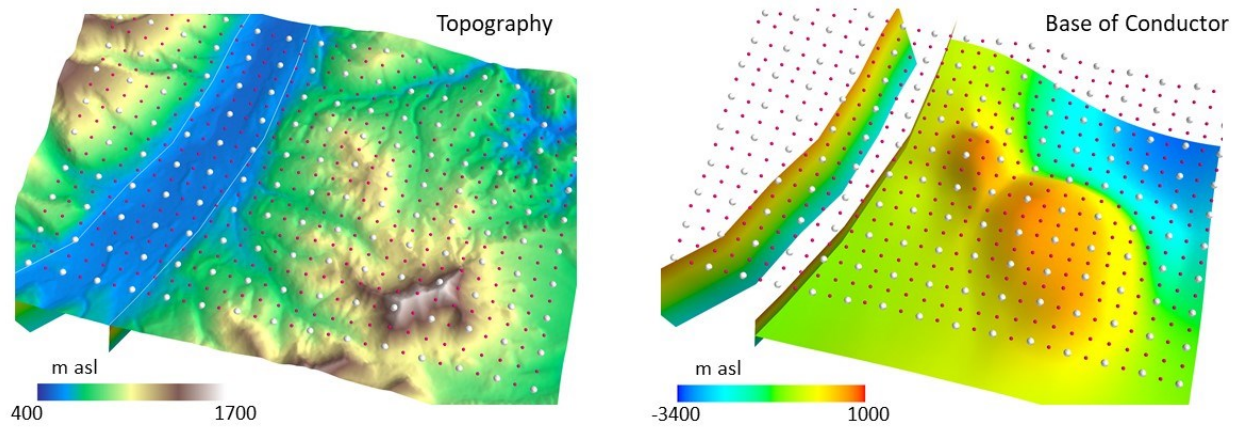 Topography
m asl
400 1700
Base of Conductor
m asl
-3400 1000